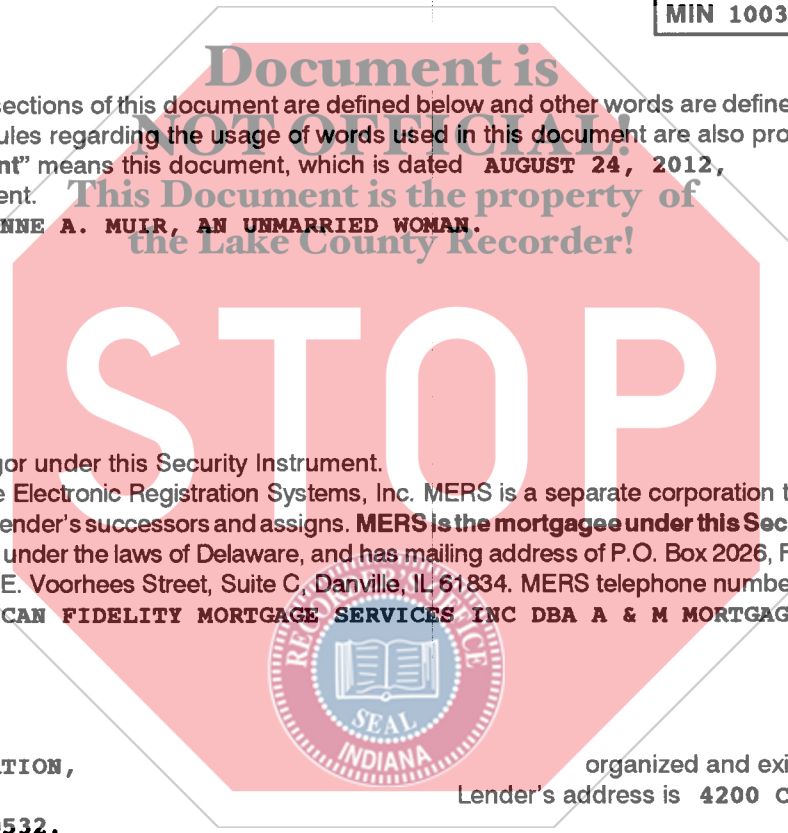 MIN 1003
Document is
sections of this document are defined below and other words are define
ules regarding the usage of words used in this document are also pro
NOT OFFICIAL!
nt” means this document, which is dated AUGUST 24, 2012,
ent.
This Document is the property of
NNE A. MUIR, AN UNMARRIED WOMAN.
the Lake County Recorder!
STOP
gor under this Security Instrument.
e Electronic Registration Systems, Inc. MERS is a separate corporation t
ender's successors and assigns. MERS is the mortgagee under this Sec
under the laws of Delaware, and has mailing address of P.O. Box 2026, F
E. Voorhees Street, Suite C, Danville, IL 61834. MERS telephone numbe
CAN FIDELITY MORTGAGE SERVICES INC DBA A & M MORTGAG
RECORDER SERVICE
SEAL
INDIANA
TION,
organized and exi
Lender's address is 4200 C
532.